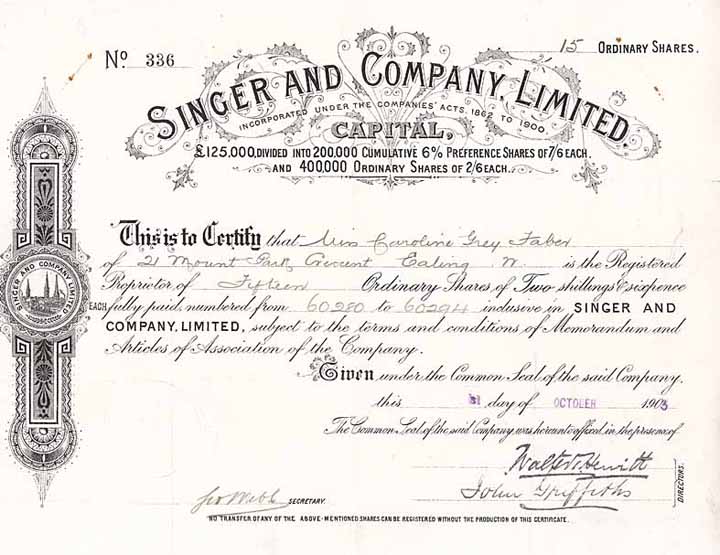 Nº 336
15 ORDINARY SHARES.
SINGER AND COMPANY, LIMITED.
INCORPORATED UNDER THE COMPANIES' ACTS, 1862 TO 1900.
CAPITAL,
£125,000, DIVIDED INTO 200,000 CUMULATIVE 6% PREFERENCE SHARES OF 7/6 EACH.
AND 400,000 ORDINARY SHARES OF 2/6 EACH.
This is to Certify that Miss Caroline Grey Faber
of 21 Mount Park Crescent Ealing W. is the Registered
Proprietor of Fifteen Ordinary Shares of Two shillings & sixpence
EACH fully paid, numbered from 60280 to 60294 inclusive in SINGER AND
COMPANY, LIMITED, subject to the terms and conditions of Memorandum and
Articles of Association of the Company.
Given under the Common Seal of the said Company.
this day of OCTOBER 1903
The Common Seal of the said Company was hereunto affixed in the presence of
Walter Hewitt
John Griffiths
DIRECTORS.
Geo Webb SECRETARY.
NO TRANSFER OF ANY OF THE ABOVE-MENTIONED SHARES CAN BE REGISTERED WITHOUT THE PRODUCTION OF THIS CERTIFICATE.
SINGER AND COMPANY LIMITED